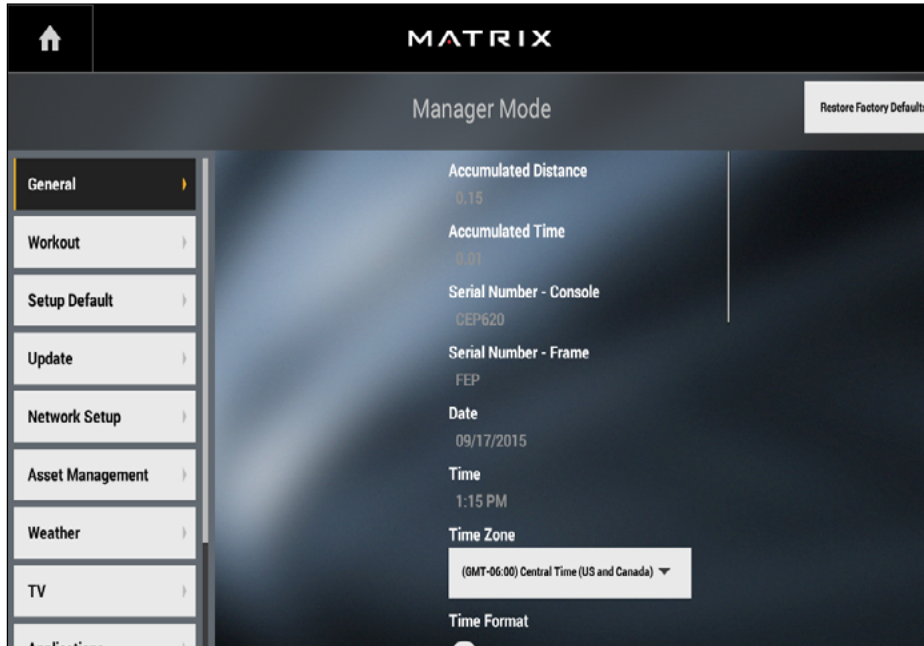 MATRIX
Manager Mode
Restore Factory Defaults
General
Workout
Setup Default
Update
Network Setup
Asset Management
Weather
TV
Applications
Accumulated Distance
0.15
Accumulated Time
0.01
Serial Number - Console
CEP620
Serial Number - Frame
FEP
Date
09/17/2015
Time
1:15 PM
Time Zone
(GMT-06:00) Central Time (US and Canada)
Time Format